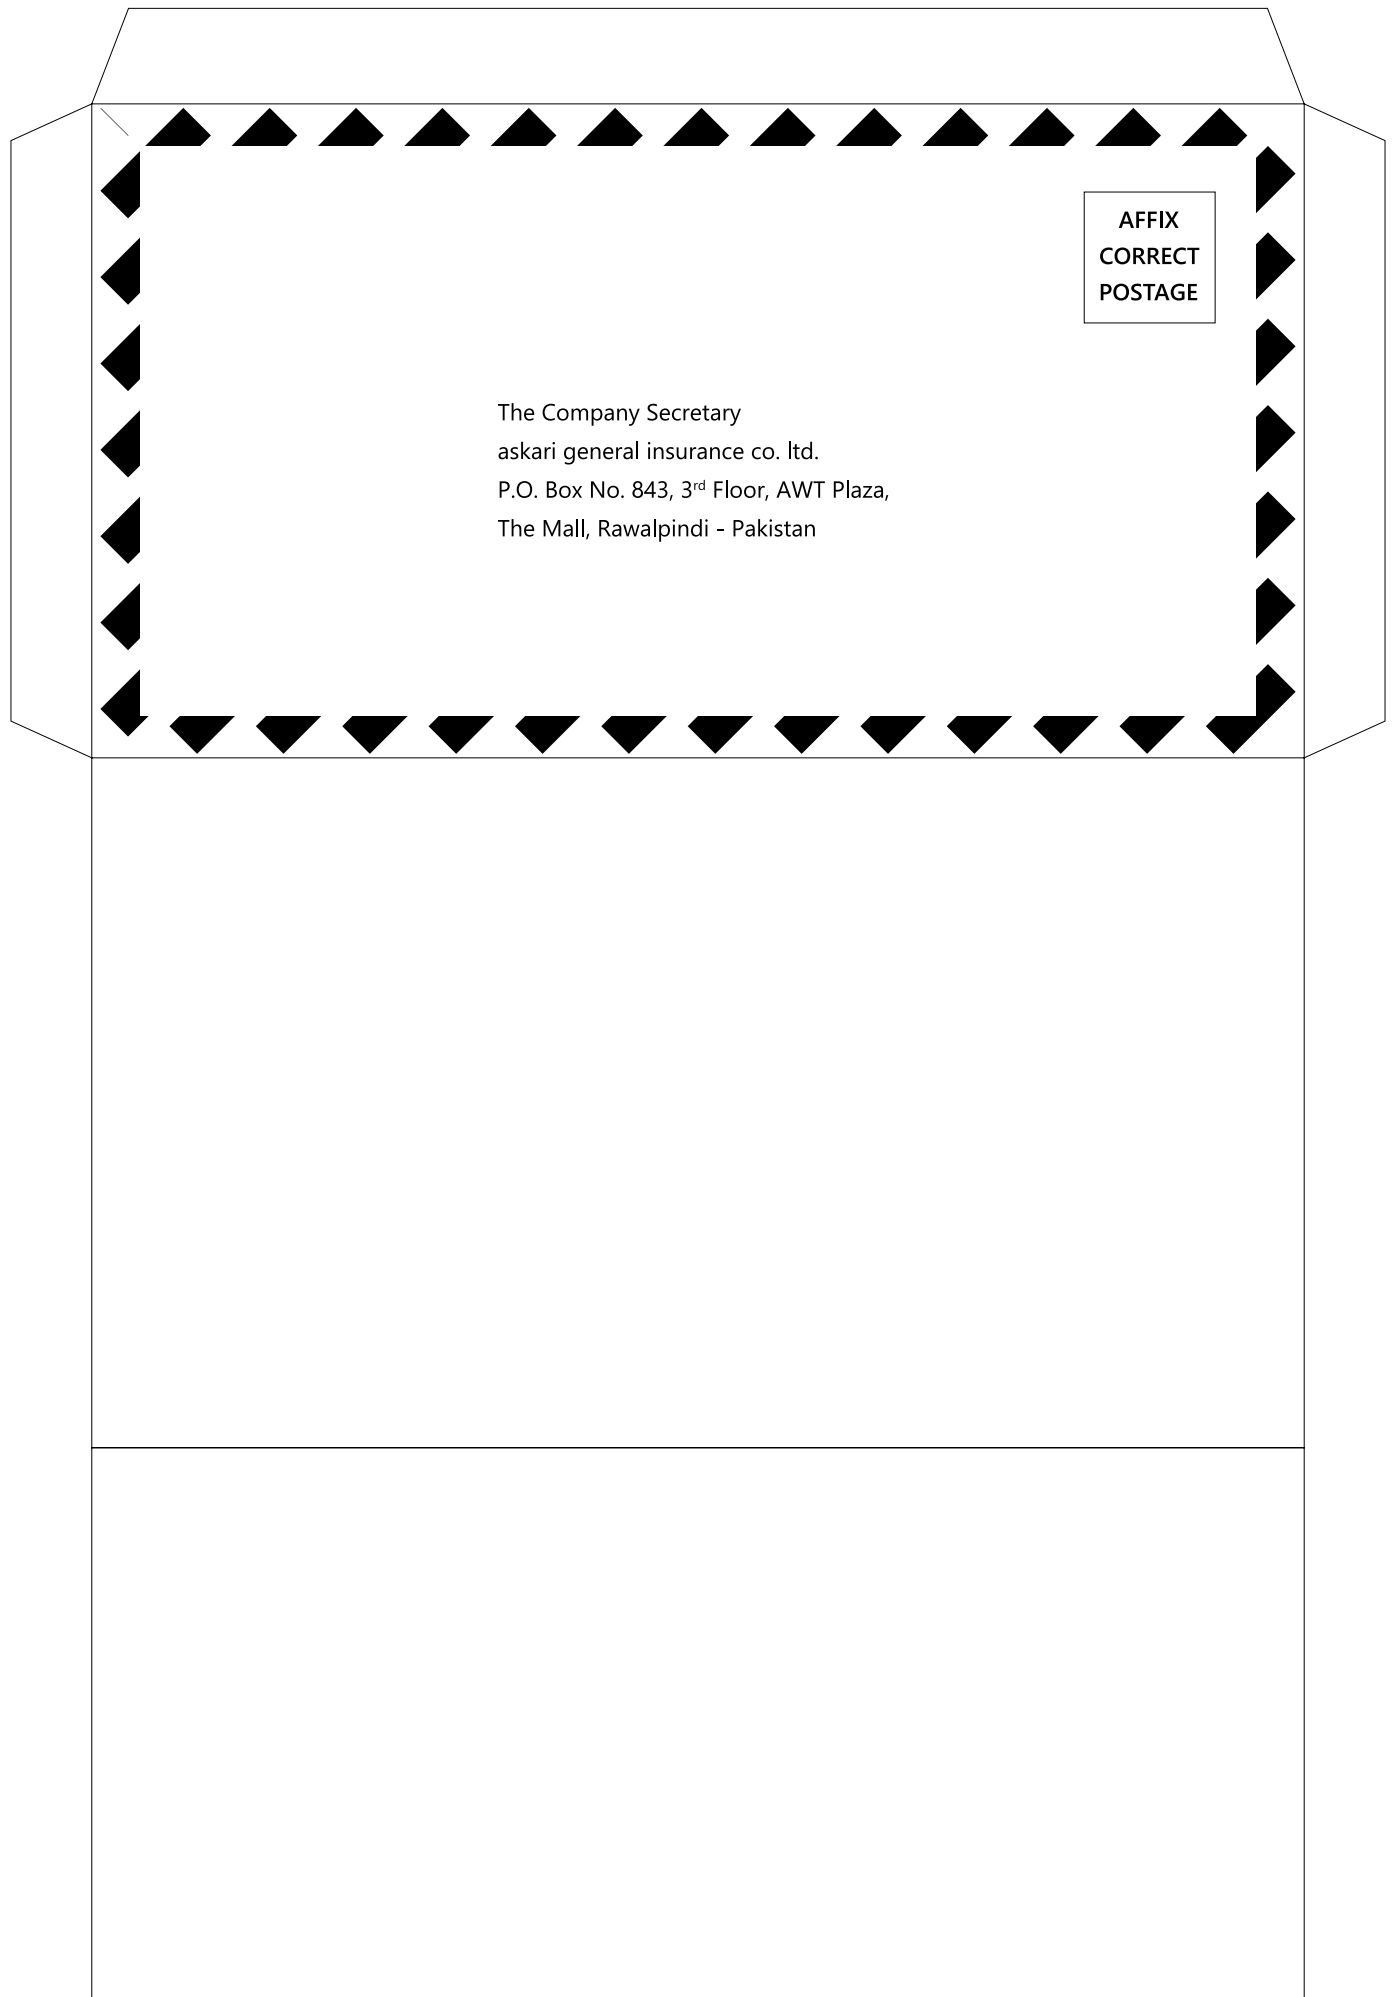 AFFIX
CORRECT
POSTAGE
The Company Secretary
askari general insurance co. ltd.
P.O. Box No. 843, 3rd Floor, AWT Plaza,
The Mall, Rawalpindi - Pakistan